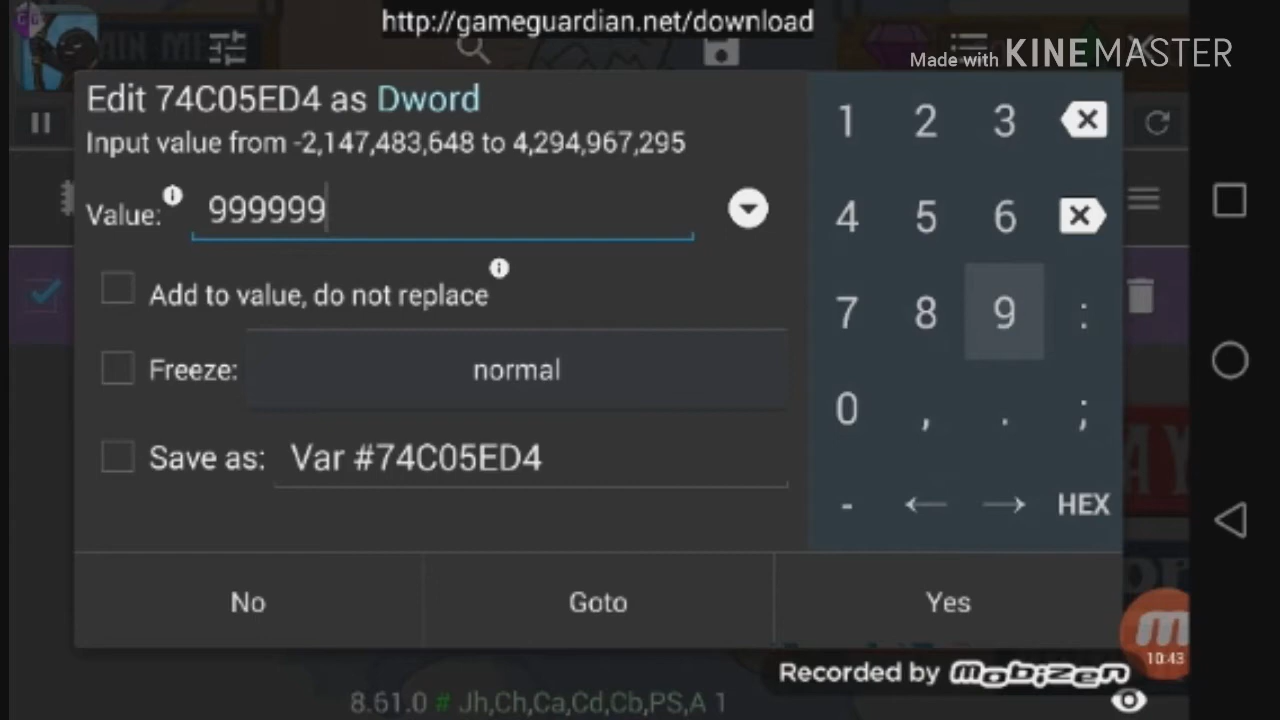 http://gameguardian.net/download
Made with KINEMASTER
Edit 74C05ED4 as Dword
Input value from -2,147,483,648 to 4,294,967,295
Value: 999999
Add to value, do not replace
Freeze: normal
Save as: Var #74C05ED4
1 2 3
4 5 6
7 8 9 :
0 , . ;
- ← → HEX
No Goto Yes
10:43
Recorded by mobizen
8.61.0 # Jh,Ch,Ca,Cd,Cb,PS,A 1